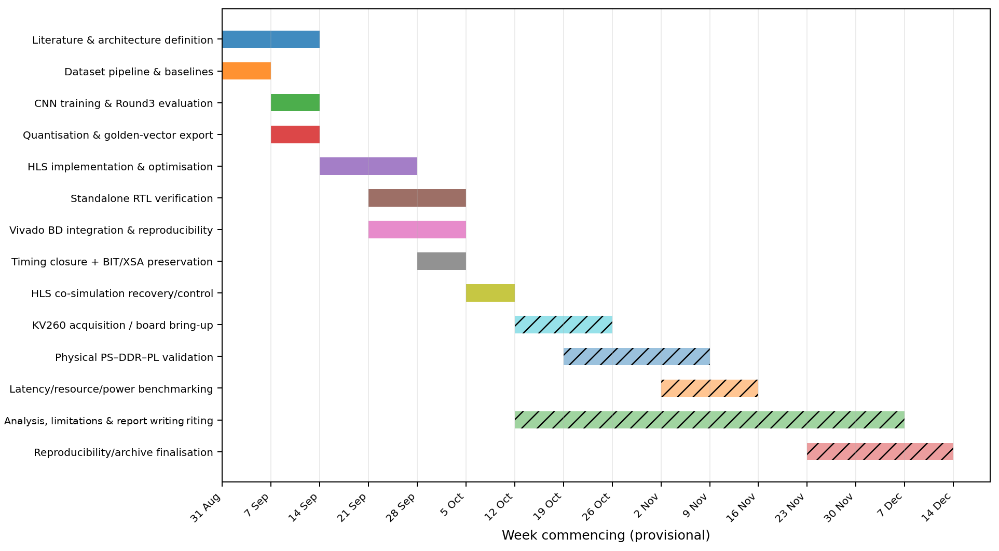 Literature & architecture definition
Dataset pipeline & baselines
CNN training & Round3 evaluation
Quantisation & golden-vector export
HLS implementation & optimisation
Standalone RTL verification
Vivado BD integration & reproducibility
Timing closure + BIT/XSA preservation
HLS co-simulation recovery/control
KV260 acquisition / board bring-up
Physical PS–DDR–PL validation
Latency/resource/power benchmarking
Analysis, limitations & report writing riting
Reproducibility/archive finalisation
31 Aug
7 Sep
14 Sep
21 Sep
28 Sep
5 Oct
12 Oct
19 Oct
26 Oct
2 Nov
9 Nov
16 Nov
23 Nov
30 Nov
7 Dec
14 Dec
Week commencing (provisional)